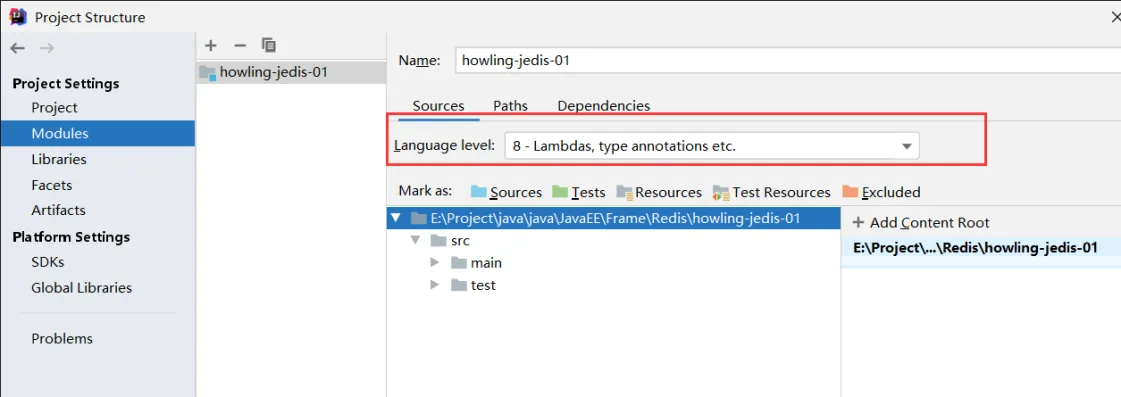 Project Structure
Project Settings
Project
Modules
Libraries
Facets
Artifacts
Platform Settings
SDKs
Global Libraries
Problems
howling-jedis-01
Name: howling-jedis-01
Sources Paths Dependencies
Language level: 8 - Lambdas, type annotations etc.
Mark as: Sources Tests Resources Test Resources Excluded
E:\Project\java\java\JavaEE\Frame\Redis\howling-jedis-01
src
main
test
+ Add Content Root
E:\Project\...\Redis\howling-jedis-01